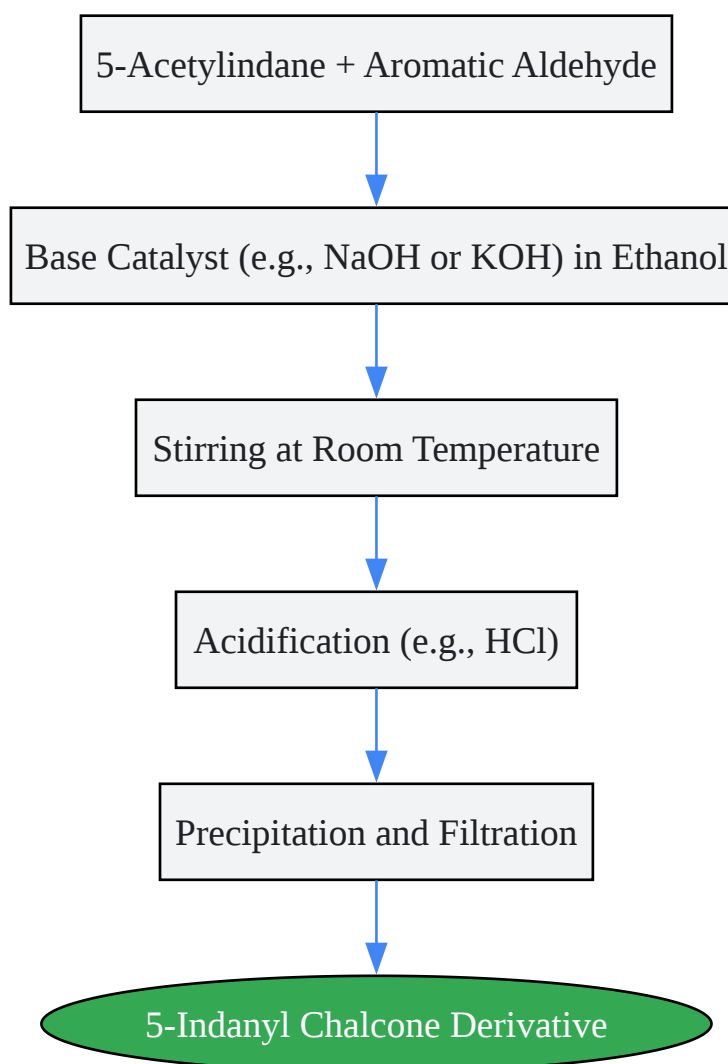 5-Acetylindane + Aromatic Aldehyde
Base Catalyst (e.g., NaOH or KOH) in Ethanol
Stirring at Room Temperature
Acidification (e.g., HCl)
Precipitation and Filtration
5-Indanyl Chalcone Derivative